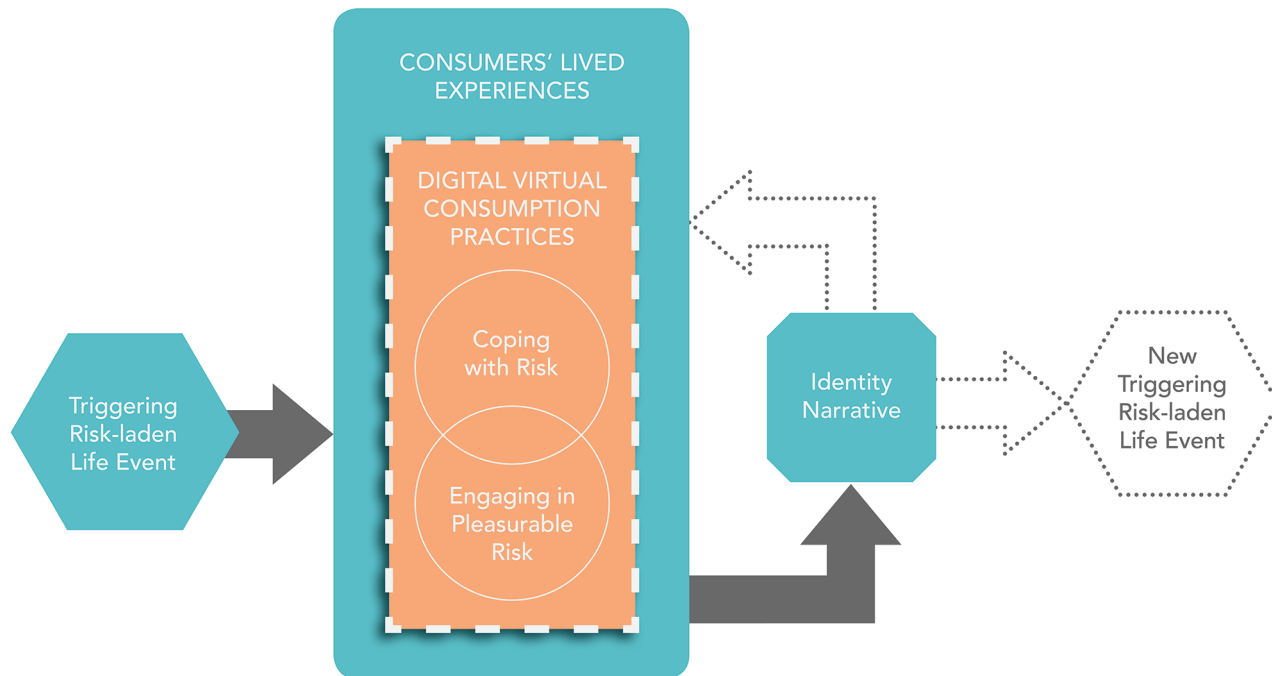 CONSUMERS’ LIVED
EXPERIENCES
DIGITAL VIRTUAL
CONSUMPTION
PRACTICES
Coping
with Risk
Engaging in
Pleasurable
Risk
Triggering
Risk-laden
Life Event
Identity
Narrative
New
Triggering
Risk-laden
Life Event